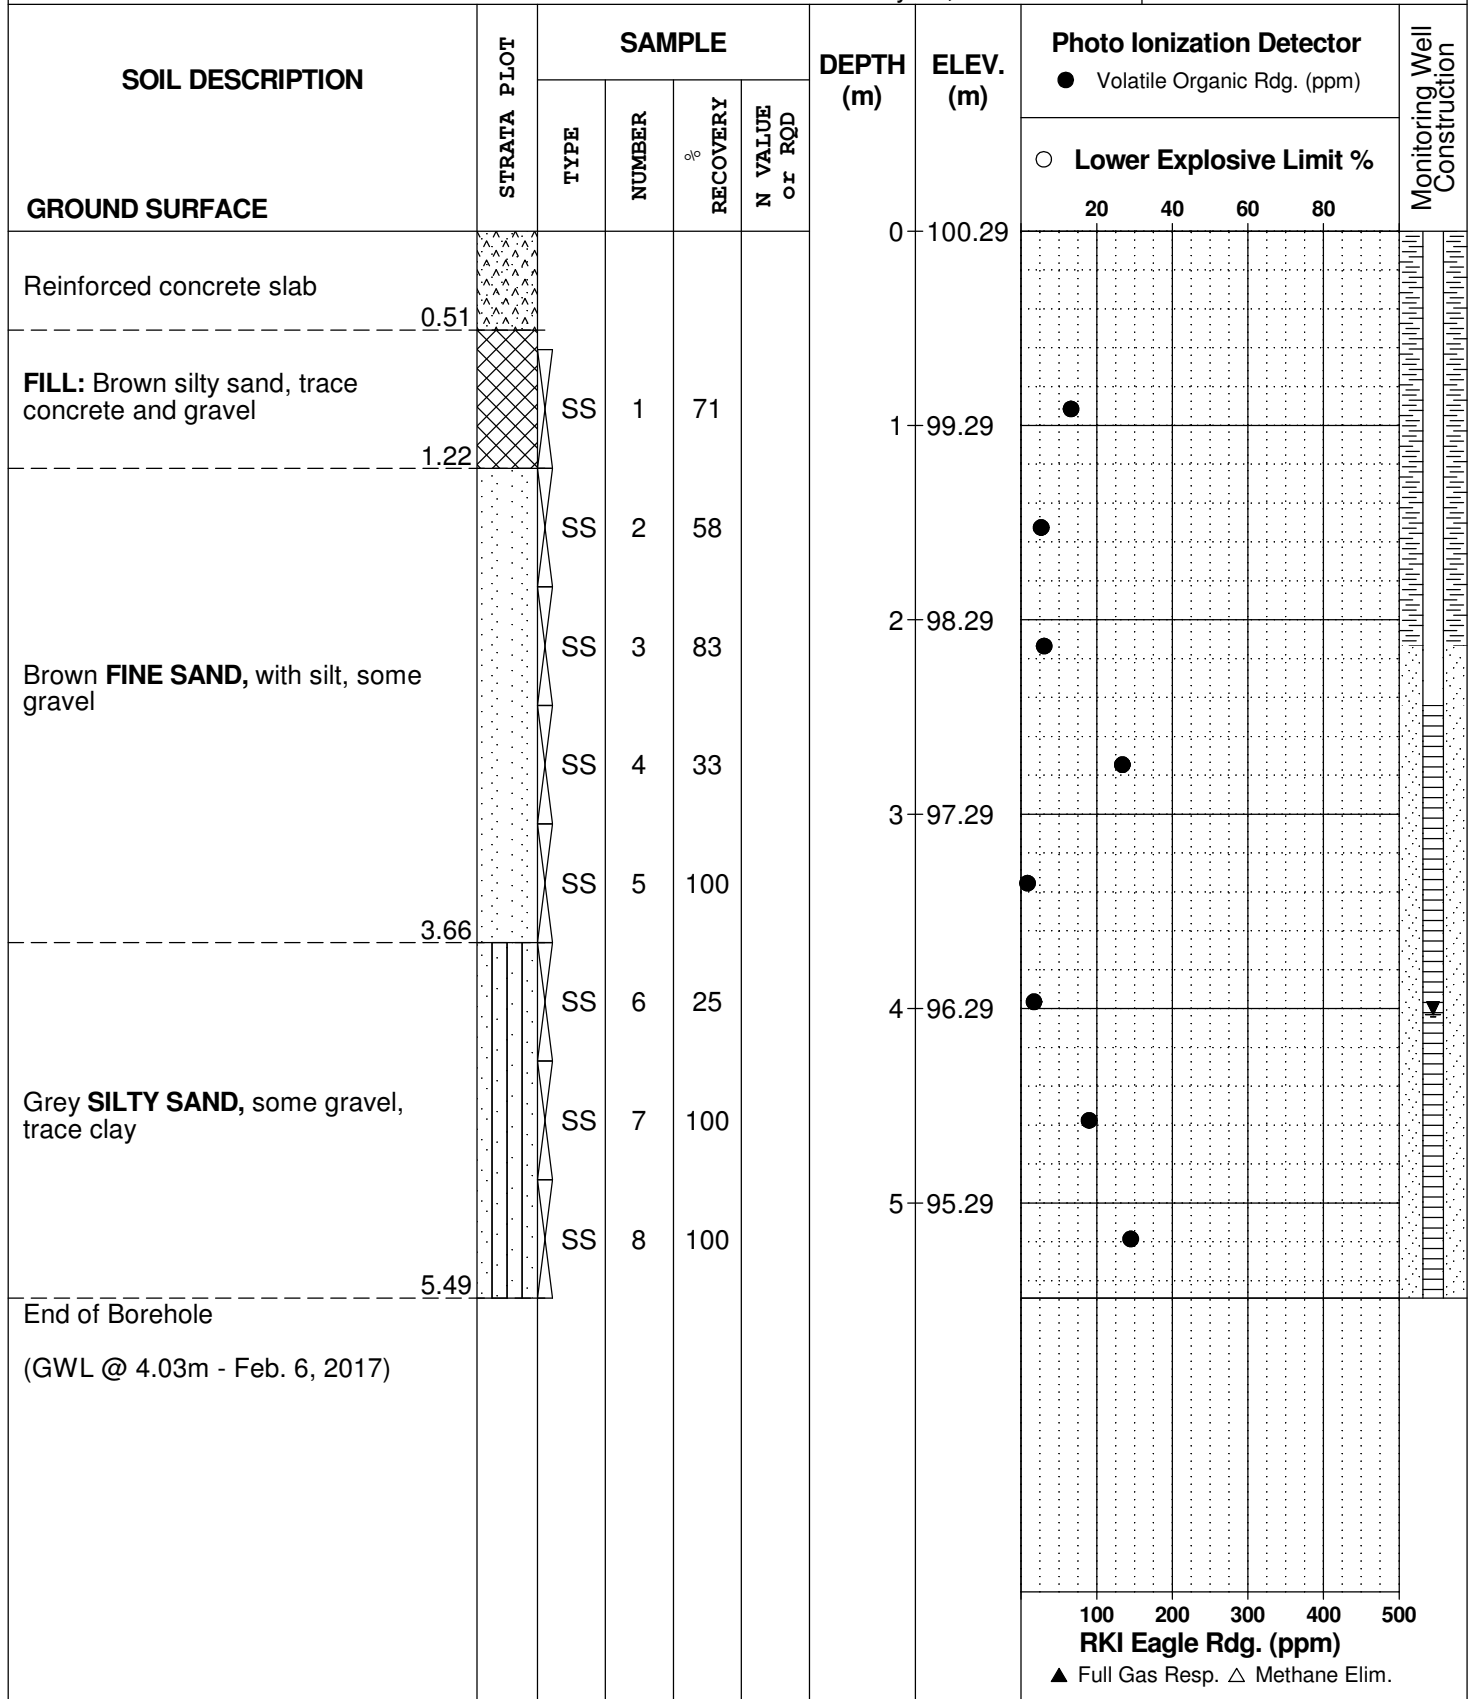 SOIL DESCRIPTION
GROUND SURFACE
STRATA PLOT
SAMPLE
TYPE
NUMBER
%
RECOVERY
N VALUE
or RQD
DEPTH
(m)
ELEV.
(m)
Photo Ionization Detector
● Volatile Organic Rdg. (ppm)
○ Lower Explosive Limit %
20 40 60 80
Monitoring Well
Construction
0 100.29
Reinforced concrete slab
0.51
FILL: Brown silty sand, trace
concrete and gravel
SS 1 71
1 99.29
1.22
SS 2 58
2 98.29
SS 3 83
Brown FINE SAND, with silt, some
gravel
SS 4 33
3 97.29
SS 5 100
3.66
SS 6 25
4 96.29
Grey SILTY SAND, some gravel,
trace clay
SS 7 100
5 95.29
SS 8 100
5.49
End of Borehole
(GWL @ 4.03m - Feb. 6, 2017)
100 200 300 400 500
RKI Eagle Rdg. (ppm)
▲ Full Gas Resp. △ Methane Elim.